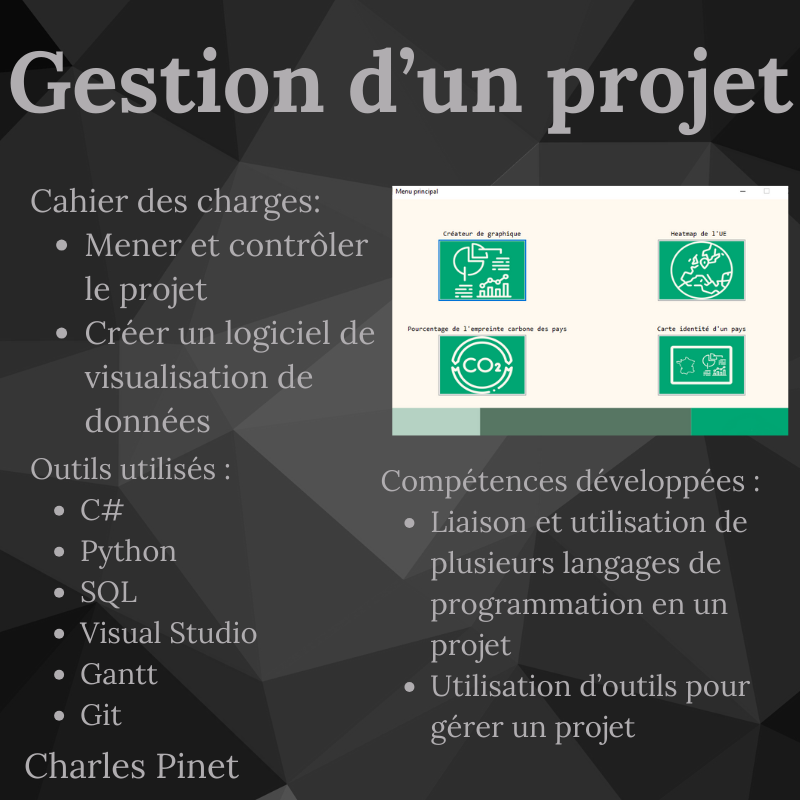 Gestion d’un projet
Cahier des charges:
• Mener et contrôler
le projet
• Créer un logiciel de
visualisation de
données
Outils utilisés :
• C#
• Python
• SQL
• Visual Studio
• Gantt
• Git
Charles Pinet
Menu principal
Créateur de graphique
Heatmap de l'UE
Pourcentage de l'empreinte carbone des pays
CO2
Carte identité d'un pays
Compétences développées :
• Liaison et utilisation de
plusieurs langages de
programmation en un
projet
• Utilisation d’outils pour
gérer un projet